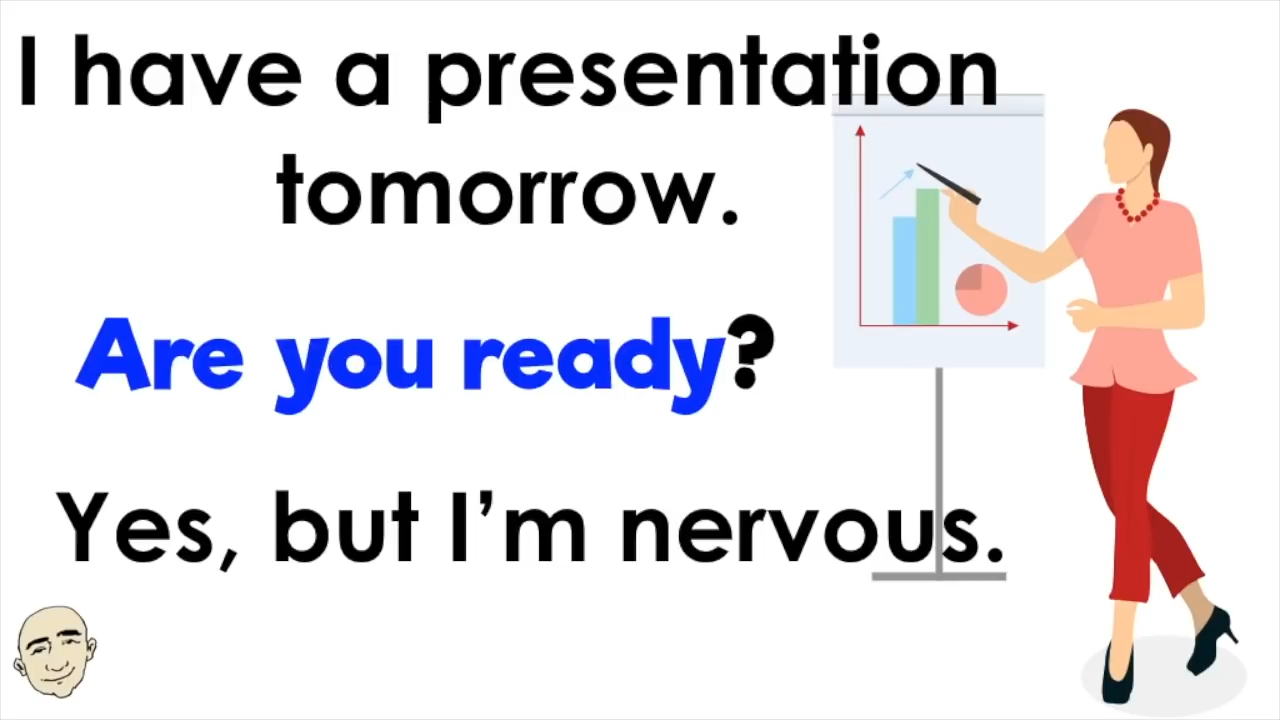 I have a presentation
tomorrow.
Are you ready?
Yes, but I’m nervous.